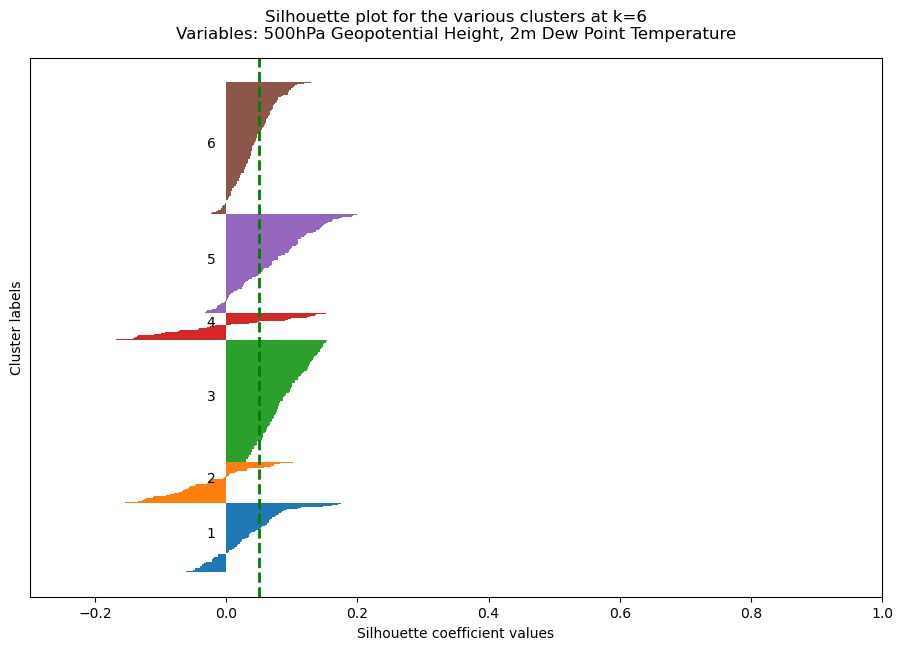 Silhouette plot for the various clusters at k=6
Variables: 500hPa Geopotential Height, 2m Dew Point Temperature
Cluster labels
6
5
4
3
2
1
−0.2 0.0 0.2 0.4 0.6 0.8 1.0
Silhouette coefficient values